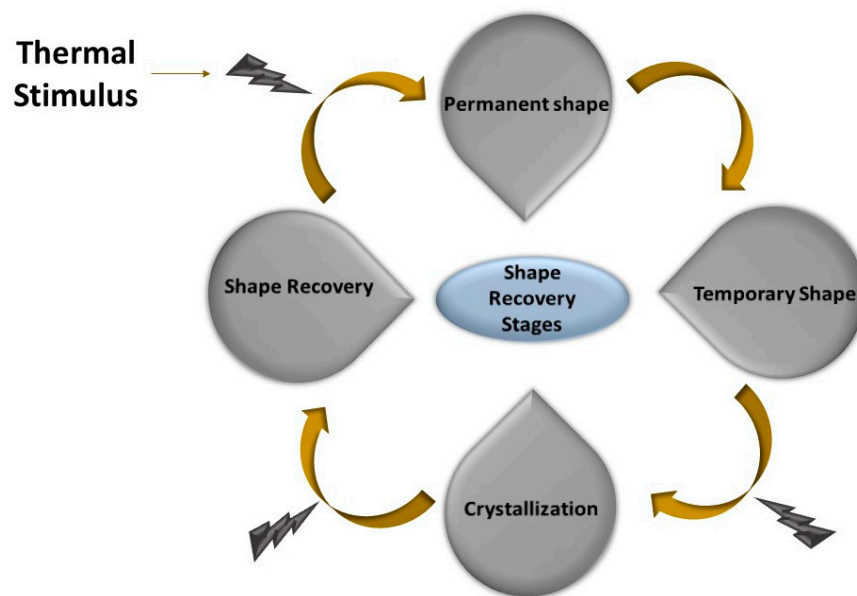 Thermal
Stimulus
Permanent shape
Shape Recovery
Shape
Recovery
Stages
Temporary Shape
Crystallization